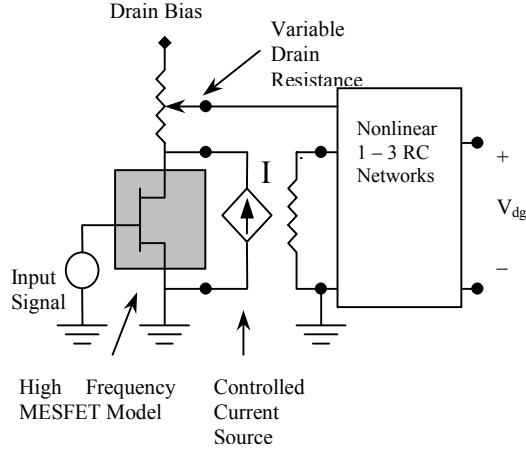 Drain Bias
Variable
Drain
Resistance
Nonlinear
1 – 3 RC
Networks
+
V_dg
–
I
Input
Signal
High Frequency
MESFET Model
Controlled
Current
Source